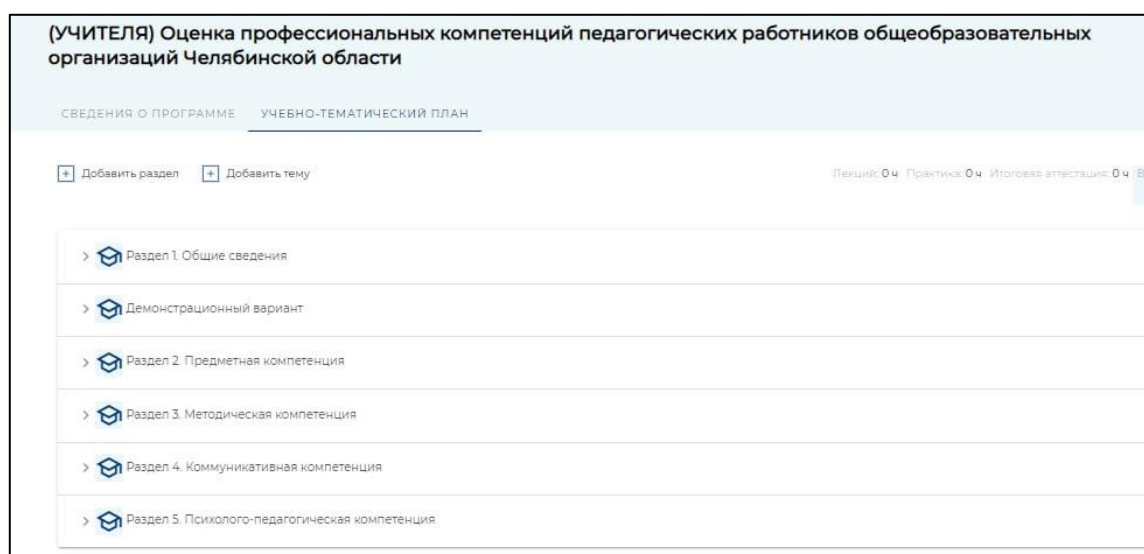 (УЧИТЕЛЯ) Оценка профессиональных компетенций педагогических работников общеобразовательных
организаций Челябинской области
СВЕДЕНИЯ О ПРОГРАММЕ УЧЕБНО-ТЕМАТИЧЕСКИЙ ПЛАН
Добавить раздел Добавить тему Лекций: 0 ч Практика: 0 ч Итоговая аттестация: 0 ч
Раздел 1. Общие сведения
Демонстрационный вариант
Раздел 2. Предметная компетенция
Раздел 3. Методическая компетенция
Раздел 4. Коммуникативная компетенция
Раздел 5. Психолого-педагогическая компетенция